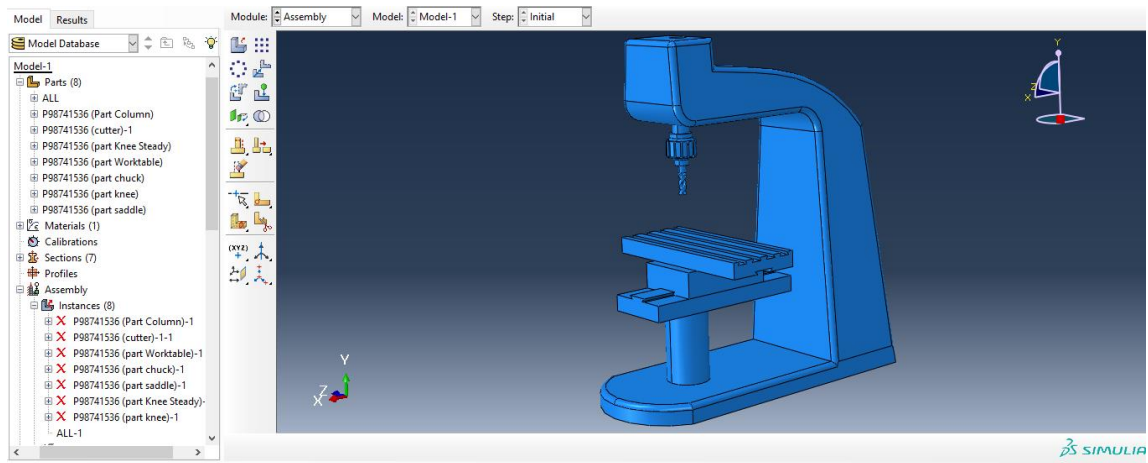 Model Results
Module: Assembly Model: Model-1 Step: Initial
Model Database
Model-1
Parts (8)
ALL
P98741536 (Part Column)
P98741536 (cutter)-1
P98741536 (part Knee Steady)
P98741536 (part Worktable)
P98741536 (part chuck)
P98741536 (part knee)
P98741536 (part saddle)
Materials (1)
Calibrations
Sections (7)
Profiles
Assembly
Instances (8)
P98741536 (Part Column)-1
P98741536 (cutter)-1-1
P98741536 (part Worktable)-1
P98741536 (part chuck)-1
P98741536 (part saddle)-1
P98741536 (part Knee Steady)-
P98741536 (part knee)-1
ALL-1
(XYZ)
Y
Z
X
Y
Z
X
SIMULIA